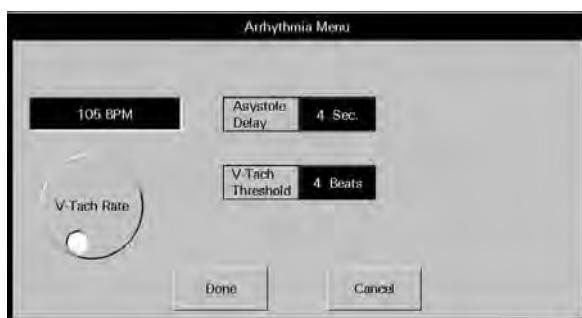 Arrhythmia Menu
105 BPM
Asystole
Delay
4 Sec.
V-Tach
Threshold
4 Beats
V-Tach Rate
Done
Cancel